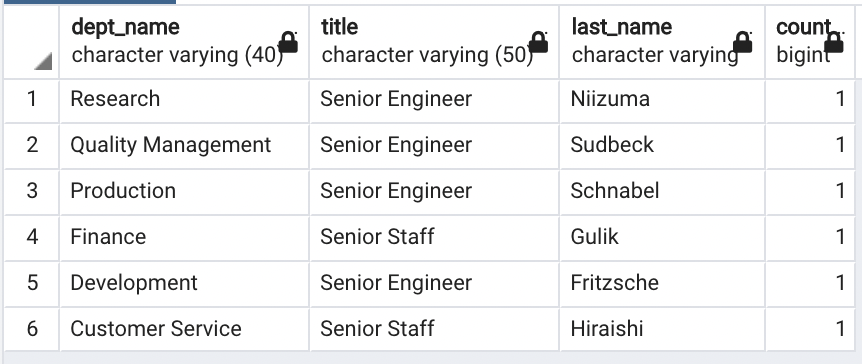 dept_name title last_name count
character varying (40) character varying (50) character varying bigint
1 Research Senior Engineer Niizuma 1
2 Quality Management Senior Engineer Sudbeck 1
3 Production Senior Engineer Schnabel 1
4 Finance Senior Staff Gulik 1
5 Development Senior Engineer Fritzsche 1
6 Customer Service Senior Staff Hiraishi 1